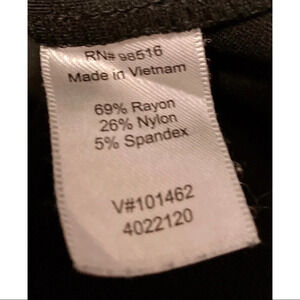 RN# 98516
Made in Vietnam
69% Rayon
26% Nylon
5% Spandex
V#101462
4022120